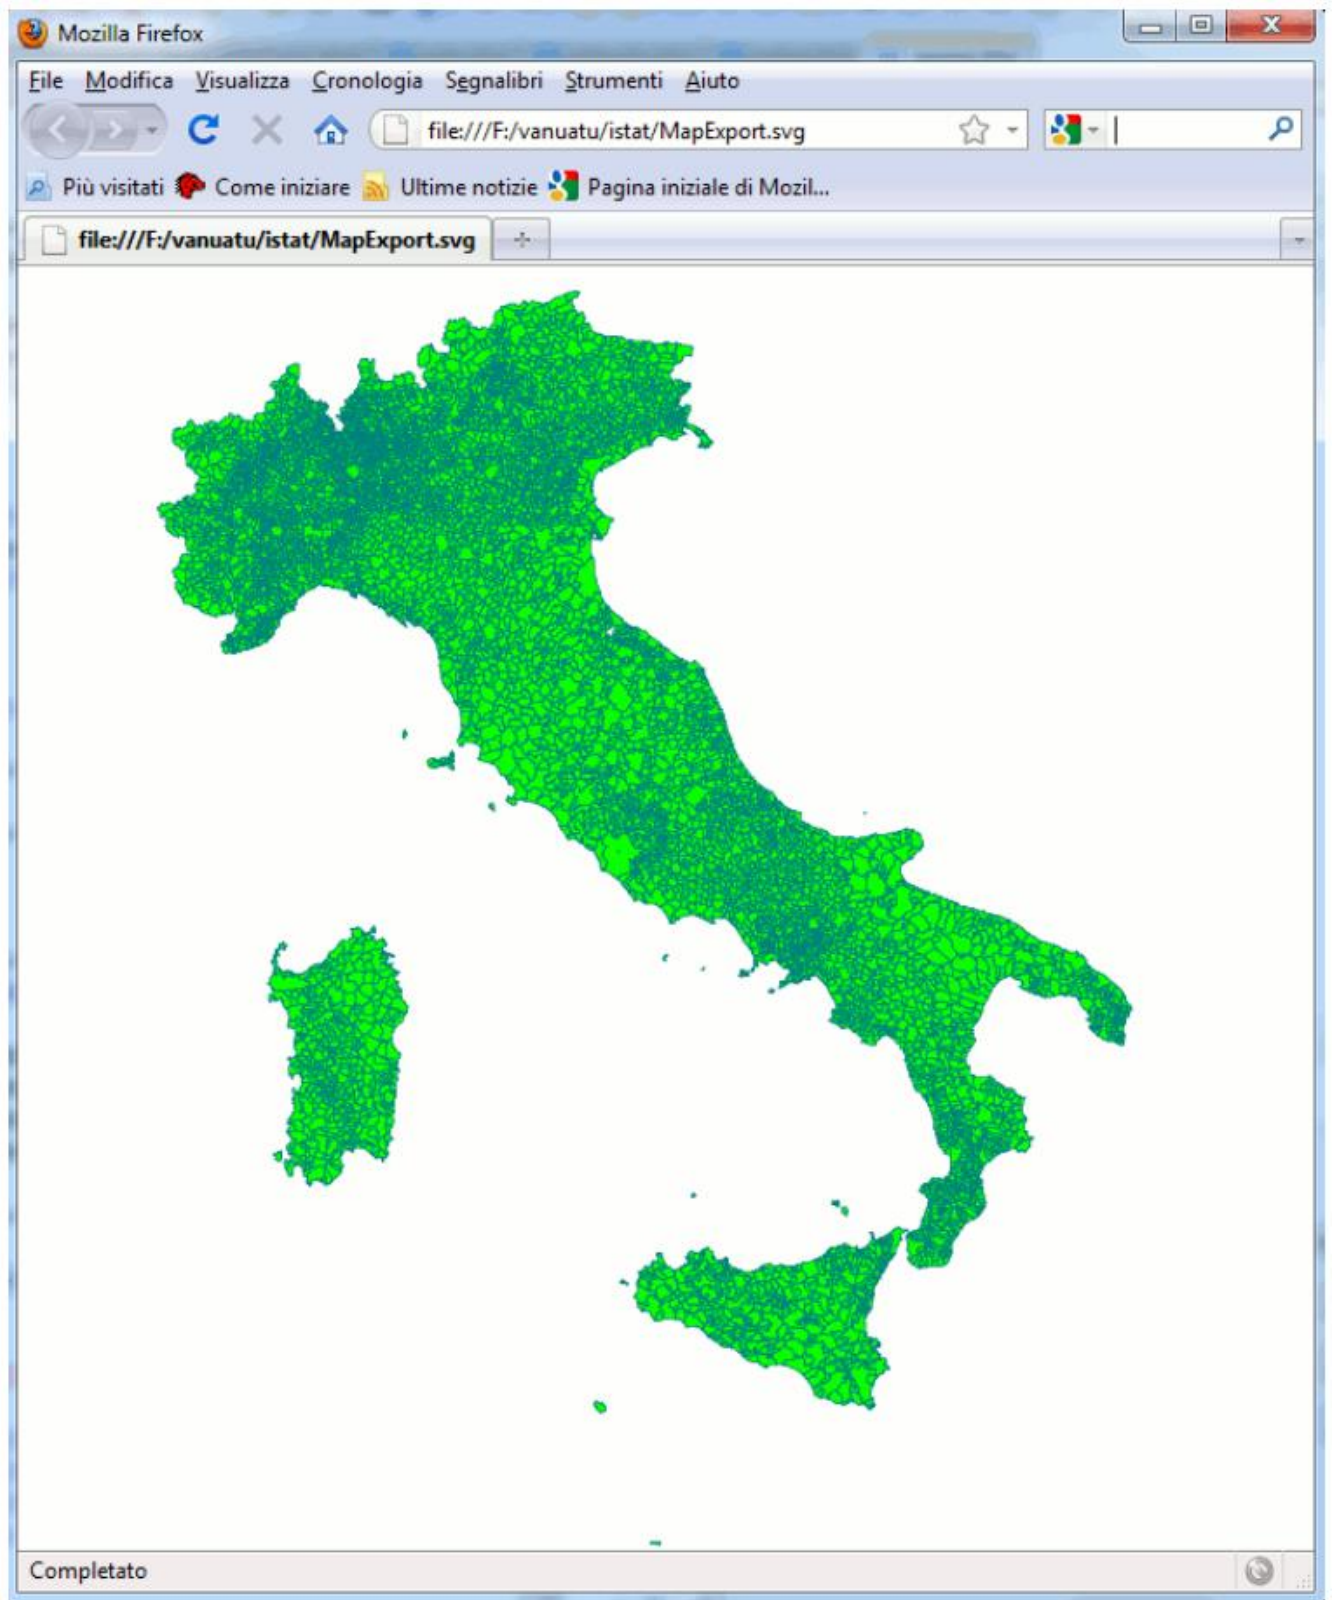 Mozilla Firefox
File Modifica Visualizza Cronologia Segnalibri Strumenti Aiuto
file:///F:/vanuatu/istat/MapExport.svg
Più visitati Come iniziare Ultime notizie Pagina iniziale di Mozil...
file:///F:/vanuatu/istat/MapExport.svg
Completato